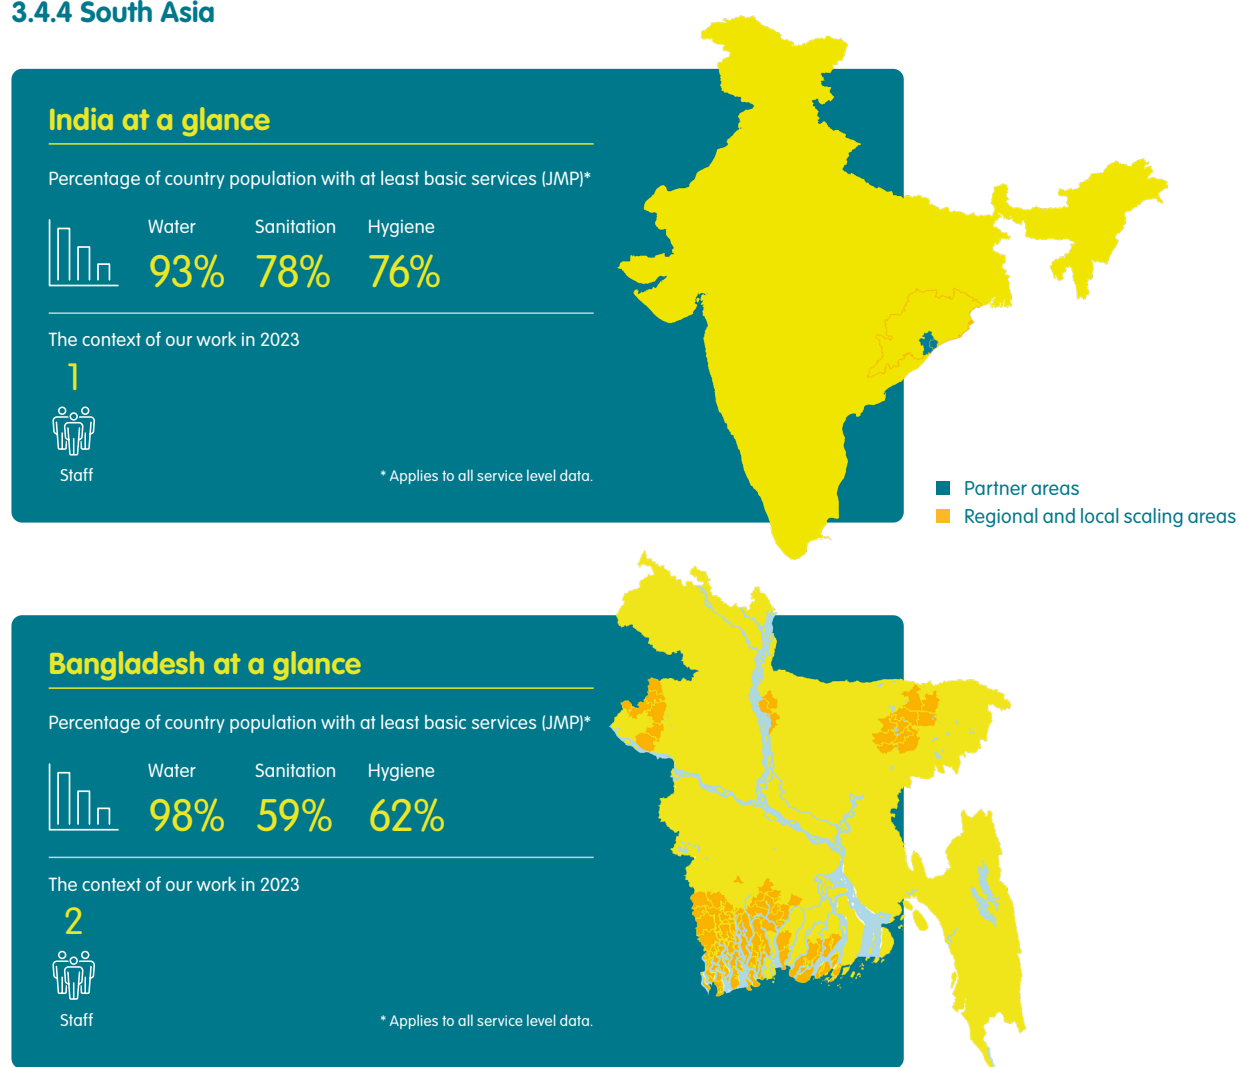 3.4.4 South Asia
India at a glance
Percentage of country population with at least basic services (JMP)*
Water Sanitation Hygiene
93% 78% 76%
The context of our work in 2023
1
Staff
* Applies to all service level data.
Partner areas
Regional and local scaling areas
Bangladesh at a glance
Percentage of country population with at least basic services (JMP)*
Water Sanitation Hygiene
98% 59% 62%
The context of our work in 2023
2
Staff
* Applies to all service level data.